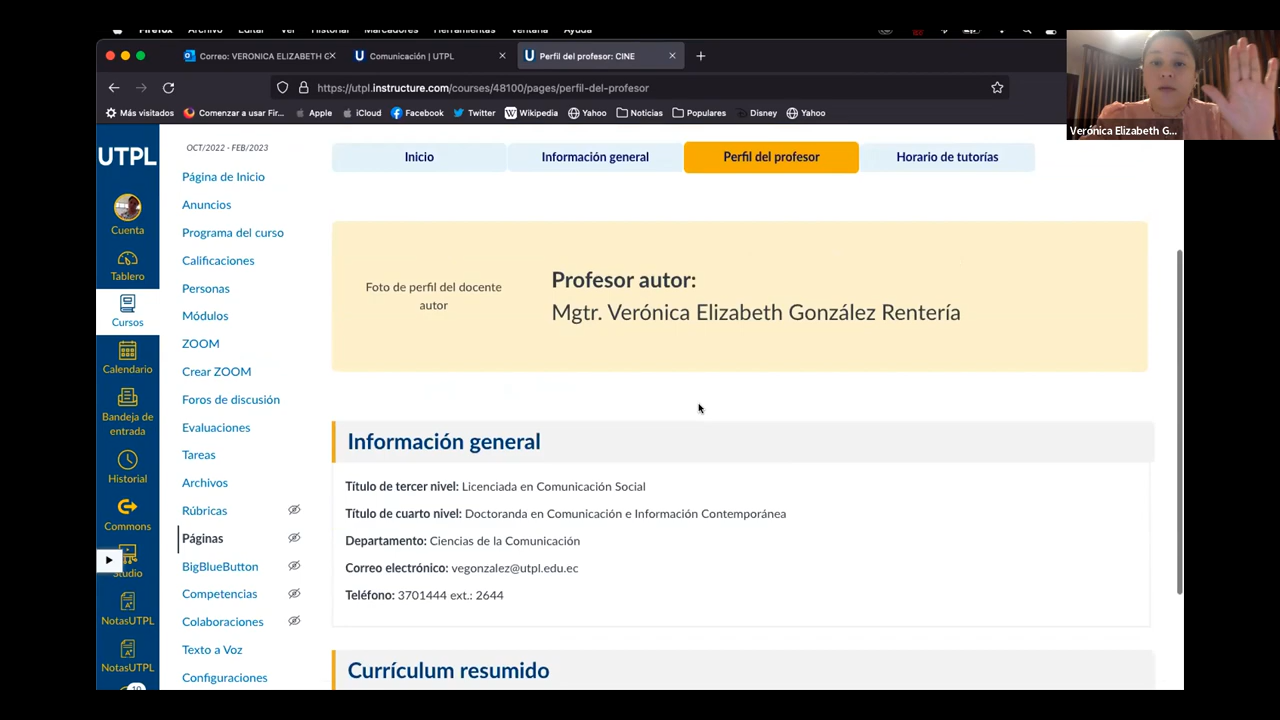 Firefox Archivo Editar Ver Historial Marcadores Herramientas Ventana Ayuda
Correo: VERONICA ELIZABETH G
Comunicación | UTPL
Perfil del profesor: CINE
https://utpl.instructure.com/courses/48100/pages/perfil-del-profesor
Más visitados
Comenzar a usar Fir...
Apple
iCloud
Facebook
Twitter
Wikipedia
Yahoo
Noticias
Populares
Disney
Yahoo
Verónica Elizabeth G...
UTPL
Cuenta
Tablero
Cursos
Calendario
Bandeja de
entrada
Historial
Commons
Studio
NotasUTPL
NotasUTPL
10
OCT/2022 - FEB/2023
Página de Inicio
Anuncios
Programa del curso
Calificaciones
Personas
Módulos
ZOOM
Crear ZOOM
Foros de discusión
Evaluaciones
Tareas
Archivos
Rúbricas
Páginas
BigBlueButton
Competencias
Colaboraciones
Texto a Voz
Configuraciones
Inicio
Información general
Perfil del profesor
Horario de tutorías
Foto de perfil del docente
autor
Profesor autor:
Mgtr. Verónica Elizabeth González Rentería
Información general
Título de tercer nivel: Licenciada en Comunicación Social
Título de cuarto nivel: Doctoranda en Comunicación e Información Contemporánea
Departamento: Ciencias de la Comunicación
Correo electrónico: vegonzalez@utpl.edu.ec
Teléfono: 3701444 ext.: 2644
Currículum resumido